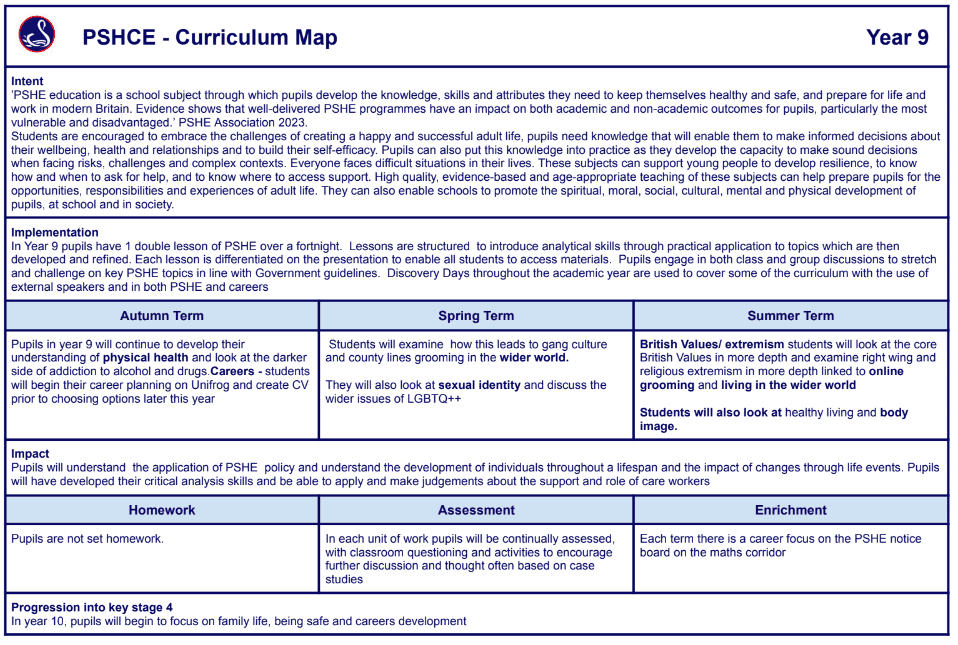 PSHCE - Curriculum Map
Year 9
Intent
'PSHE education is a school subject through which pupils develop the knowledge, skills and attributes they need to keep themselves healthy and safe, and prepare for life and
work in modern Britain. Evidence shows that well-delivered PSHE programmes have an impact on both academic and non-academic outcomes for pupils, particularly the most
vulnerable and disadvantaged.' PSHE Association 2023.
Students are encouraged to embrace the challenges of creating a happy and successful adult life, pupils need knowledge that will enable them to make informed decisions about
their wellbeing, health and relationships and to build their self-efficacy. Pupils can also put this knowledge into practice as they develop the capacity to make sound decisions
when facing risks, challenges and complex contexts. Everyone faces difficult situations in their lives. These subjects can support young people to develop resilience, to know
how and when to ask for help, and to know where to access support. High quality, evidence-based and age-appropriate teaching of these subjects can help prepare pupils for the
opportunities, responsibilities and experiences of adult life. They can also enable schools to promote the spiritual, moral, social, cultural, mental and physical development of
pupils, at school and in society.
Implementation
In Year 9 pupils have 1 double lesson of PSHE over a fortnight. Lessons are structured to introduce analytical skills through practical application to topics which are then
developed and refined. Each lesson is differentiated on the presentation to enable all students to access materials. Pupils engage in both class and group discussions to stretch
and challenge on key PSHE topics in line with Government guidelines. Discovery Days throughout the academic year are used to cover some of the curriculum with the use of
external speakers and in both PSHE and careers
Autumn Term
Pupils in year 9 will continue to develop their
understanding of physical health and look at the darker
side of addiction to alcohol and drugs.Careers - students
will begin their career planning on Unifrog and create CV
prior to choosing options later this year
Spring Term
Students will examine how this leads to gang culture
and county lines grooming in the wider world.
They will also look at sexual identity and discuss the
wider issues of LGBTQ++
Summer Term
British Values/ extremism students will look at the core
British Values in more depth and examine right wing and
religious extremism in more depth linked to online
grooming and living in the wider world
Students will also look at healthy living and body
image.
Impact
Pupils will understand the application of PSHE policy and understand the development of individuals throughout a lifespan and the impact of changes through life events. Pupils
will have developed their critical analysis skills and be able to apply and make judgements about the support and role of care workers
Homework
Pupils are not set homework.
Assessment
In each unit of work pupils will be continually assessed,
with classroom questioning and activities to encourage
further discussion and thought often based on case
studies
Enrichment
Each term there is a career focus on the PSHE notice
board on the maths corridor
Progression into key stage 4
In year 10, pupils will begin to focus on family life, being safe and careers development